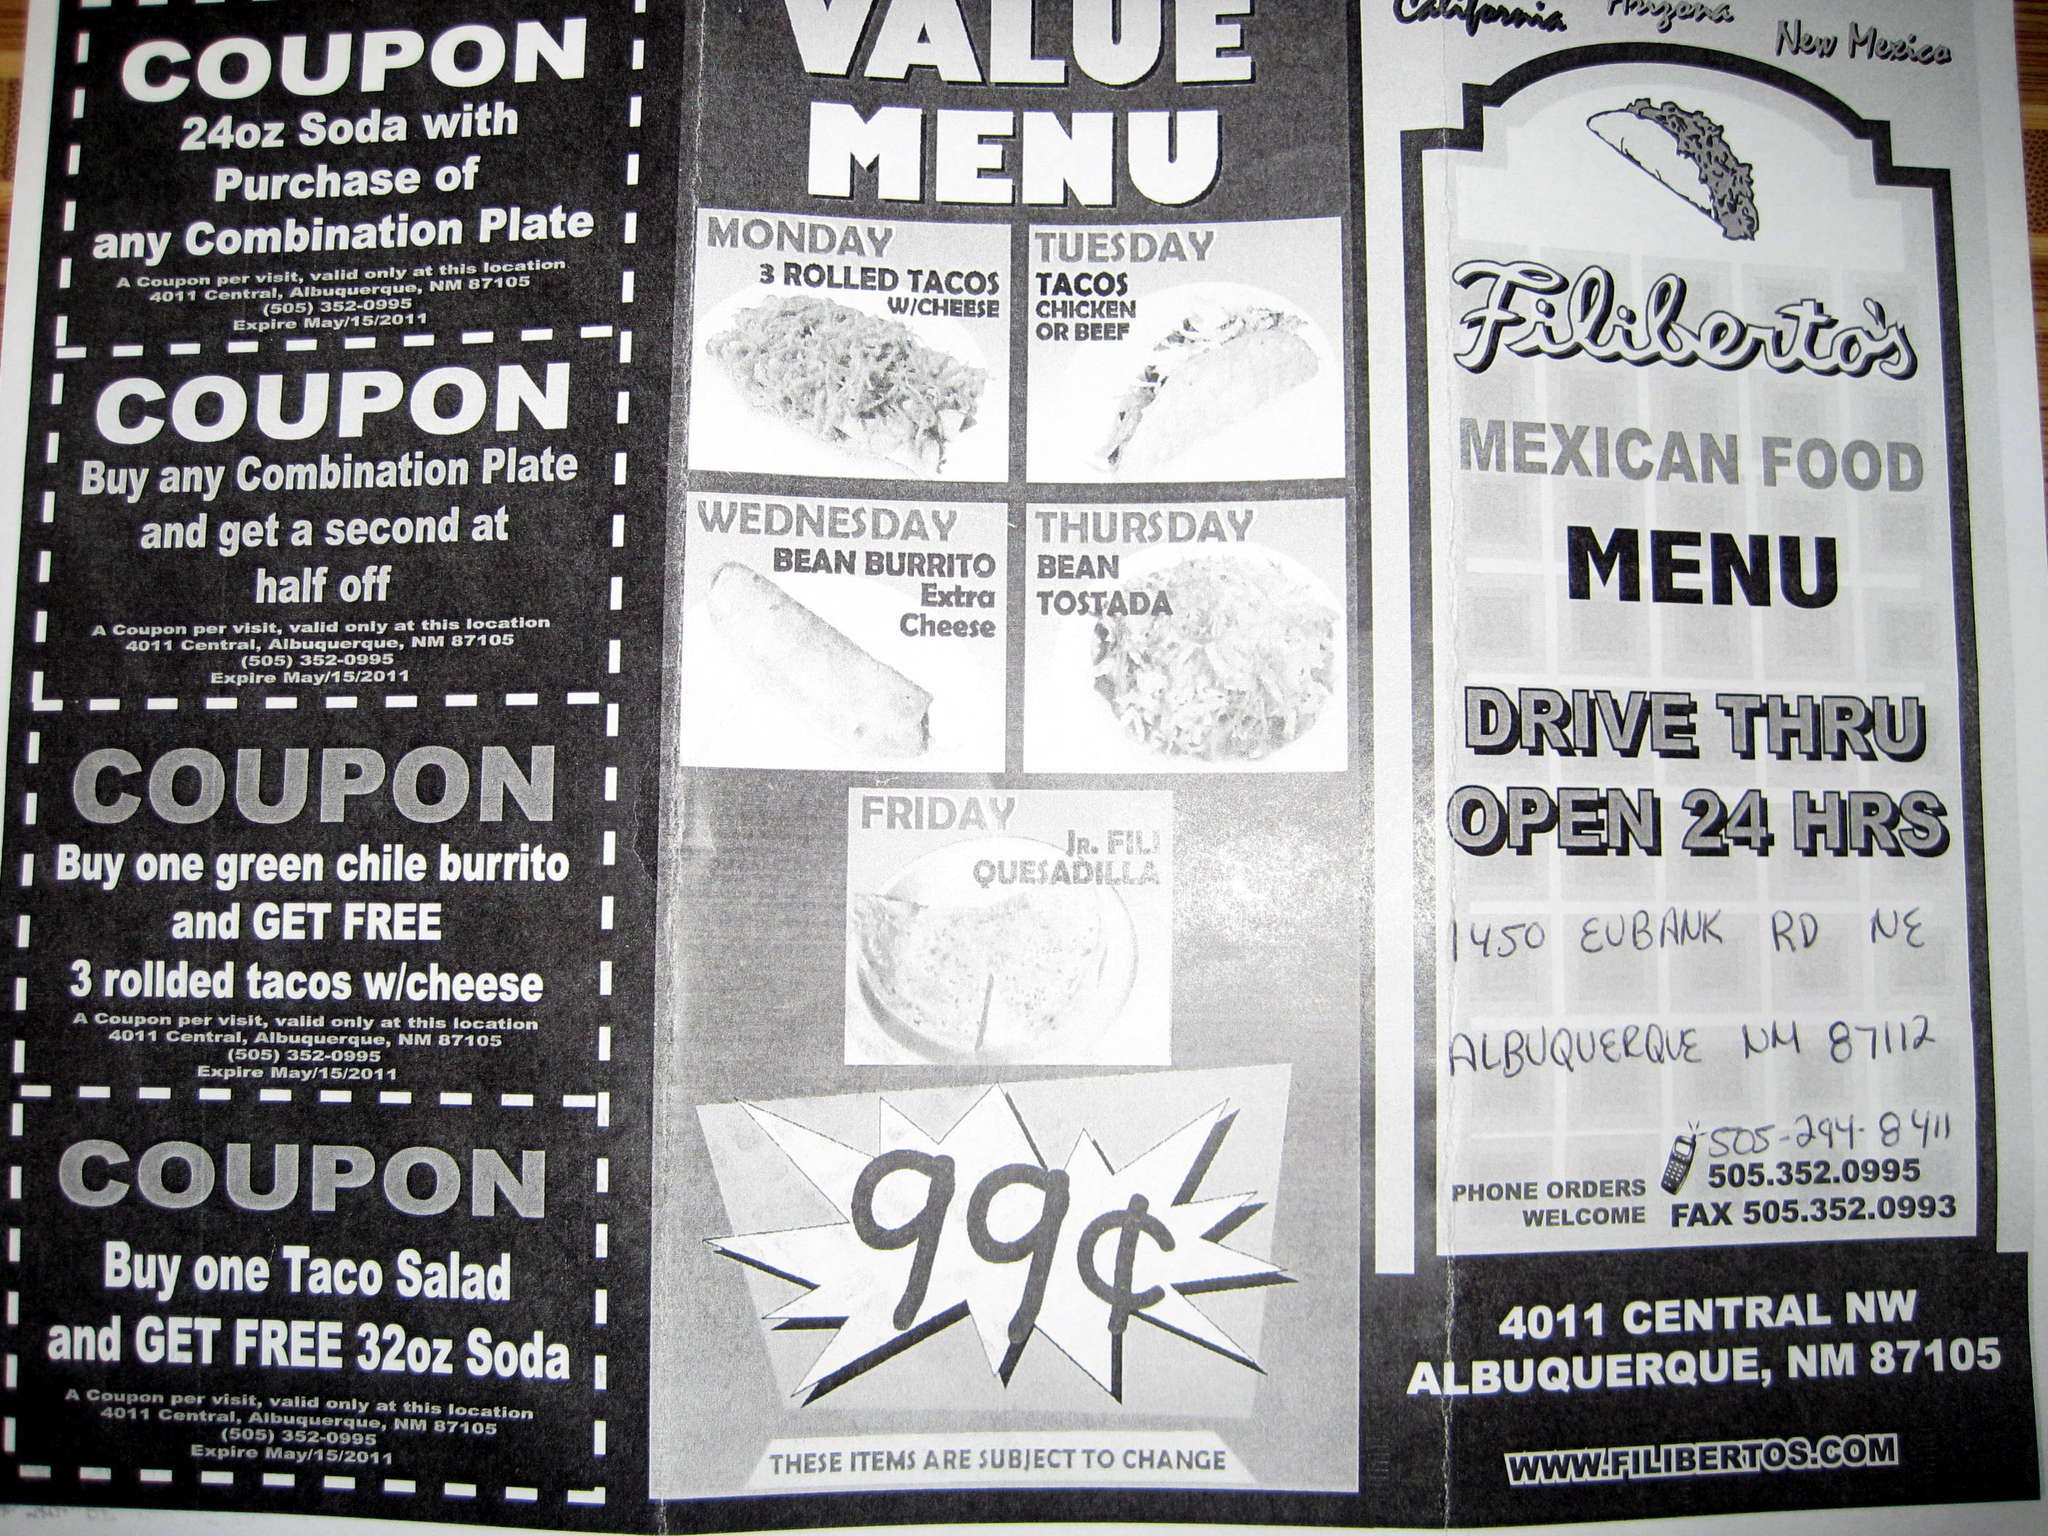 COUPON
24oz Soda with
Purchase of
any Combination Plate
A Coupon per visit, valid only at this location
4011 Central, Albuquerque, NM 87105
(505) 352-0995
Expire May/15/2011
COUPON
Buy any Combination Plate
and get a second at
half off
A Coupon per visit, valid only at this location
4011 Central, Albuquerque, NM 87105
(505) 352-0995
Expire May/15/2011
COUPON
Buy one green chile burrito
and GET FREE
3 rollded tacos w/cheese
A Coupon per visit, valid only at this location
4011 Central, Albuquerque, NM 87105
(505) 352-0995
Expire May/15/2011
COUPON
Buy one Taco Salad
and GET FREE 32oz Soda
A Coupon per visit, valid only at this location
4011 Central, Albuquerque, NM 87105
(505) 352-0995
Expire May/15/2011
VALUE
MENU
MONDAY
3 ROLLED TACOS
W/CHEESE
TUESDAY
TACOS
CHICKEN
OR BEEF
WEDNESDAY
BEAN BURRITO
Extra
Cheese
THURSDAY
BEAN
TOSTADA
FRIDAY
Jr. FILI
QUESADILLA
99¢
THESE ITEMS ARE SUBJECT TO CHANGE
California Arizona New Mexico
Filiberto's
MEXICAN FOOD
MENU
DRIVE THRU
OPEN 24 HRS
1450 EUBANK RD NE
ALBUQUERQUE NM 87112
505-294-8411
505.352.0995
PHONE ORDERS
WELCOME
FAX 505.352.0993
4011 CENTRAL NW
ALBUQUERQUE, NM 87105
WWW.FILIBERTOS.COM